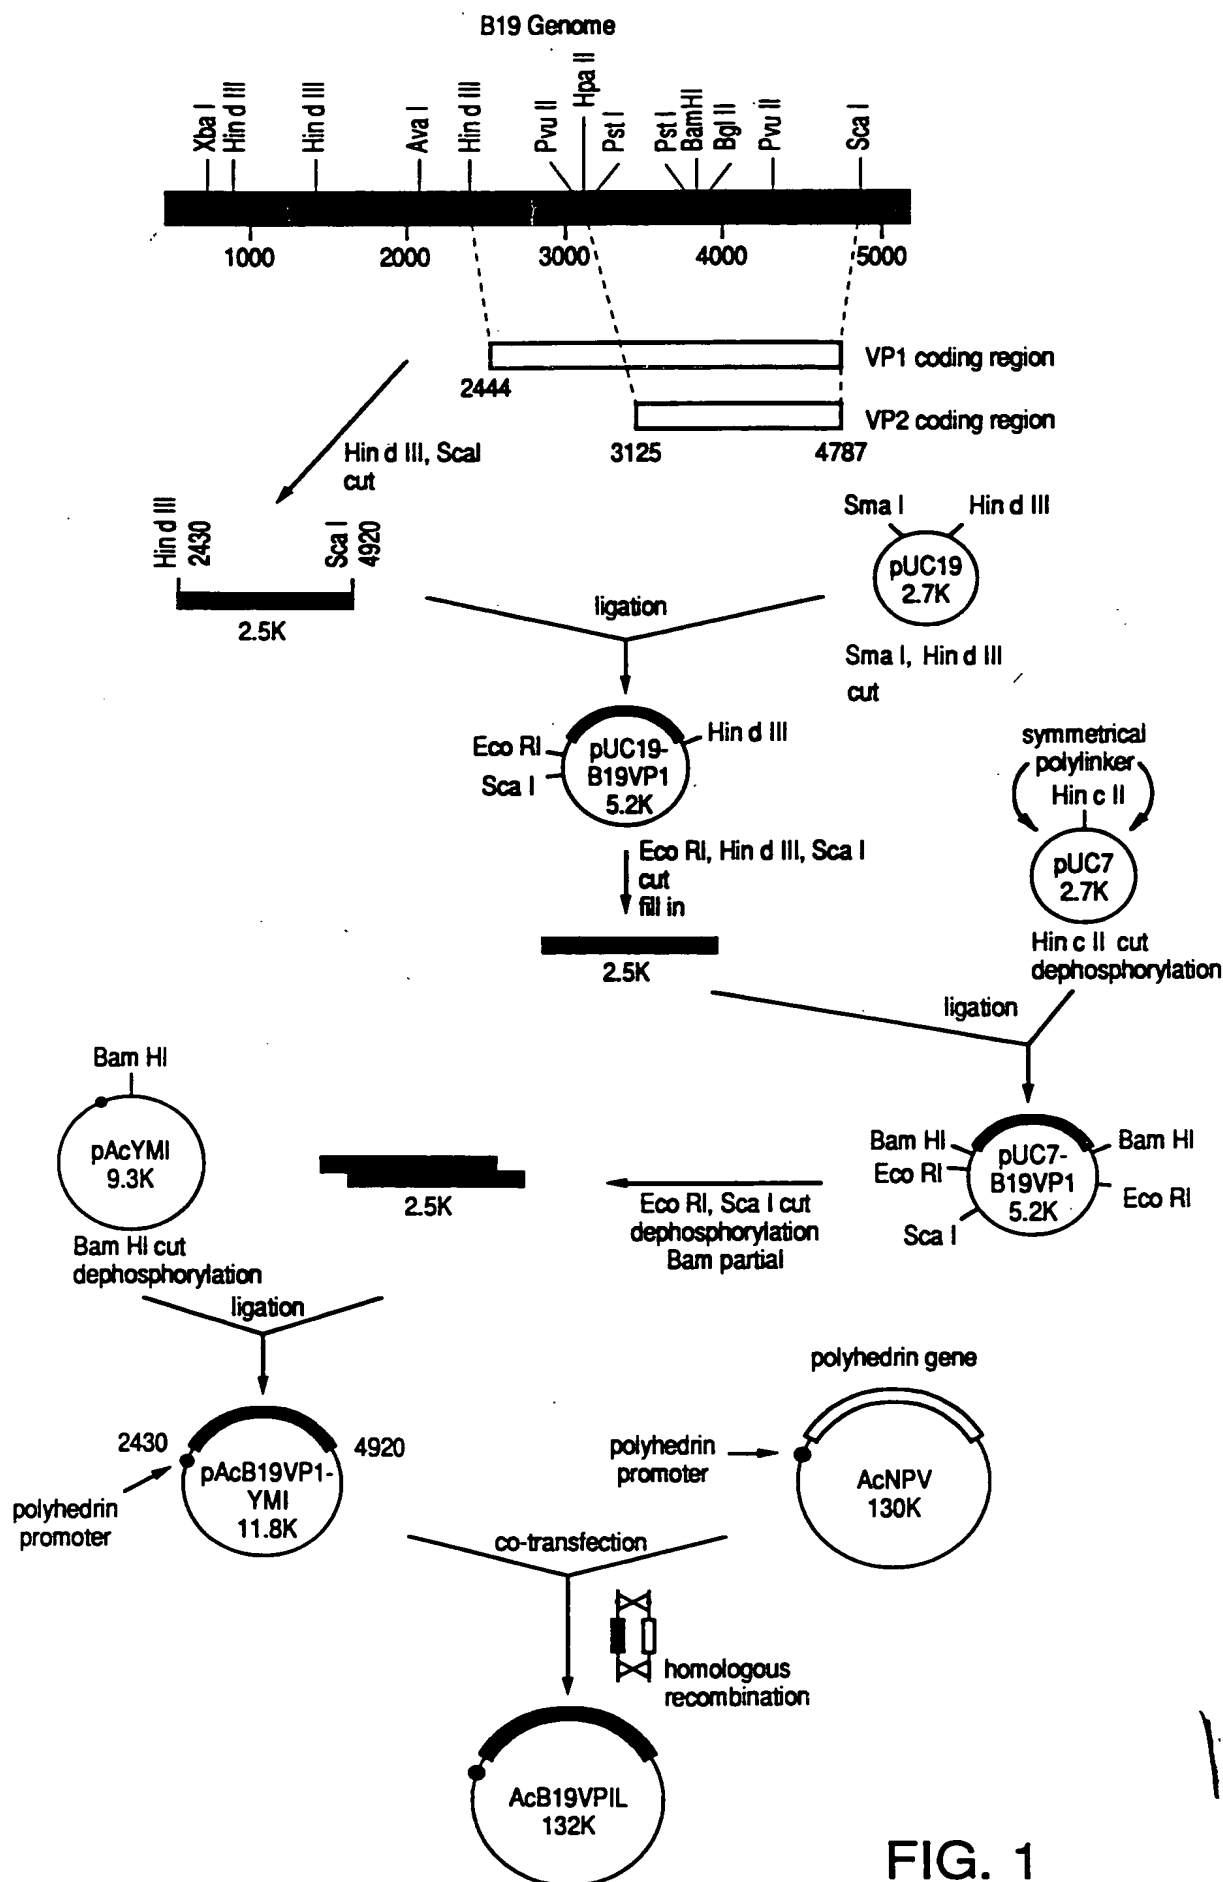 B19 Genome
Xba I
Hin d III
Hin d III
Ava I
Hin d III
Pvu II
Hpa II
Pst I
Pst I
BamHI
Bgl II
Pvu II
Sca I
1000
2000
3000
4000
5000
VP1 coding region
2444
VP2 coding region
3125
4787
Hin d III, ScaI
cut
Hin d III
2430
Sca I
4920
2.5K
Sma I
Hin d III
pUC19
2.7K
ligation
Sma I, Hin d III
cut
Eco RI
Sca I
pUC19-
B19VP1
5.2K
Hin d III
symmetrical
polylinker
Hin c II
pUC7
2.7K
Eco RI, Hin d III, Sca I
cut
fill in
2.5K
Hin c II cut
dephosphorylation
ligation
Bam HI
pAcYMI
9.3K
Bam HI cut
dephosphorylation
2.5K
Eco RI, Sca I cut
dephosphorylation
Bam partial
Bam HI
Eco RI
Sca I
pUC7-
B19VP1
5.2K
Bam HI
Eco RI
ligation
2430
4920
pAcB19VP1-
YMI
11.8K
polyhedrin
promoter
polyhedrin gene
polyhedrin
promoter
AcNPV
130K
co-transfection
homologous
recombination
AcB19VPIL
132K
FIG. 1